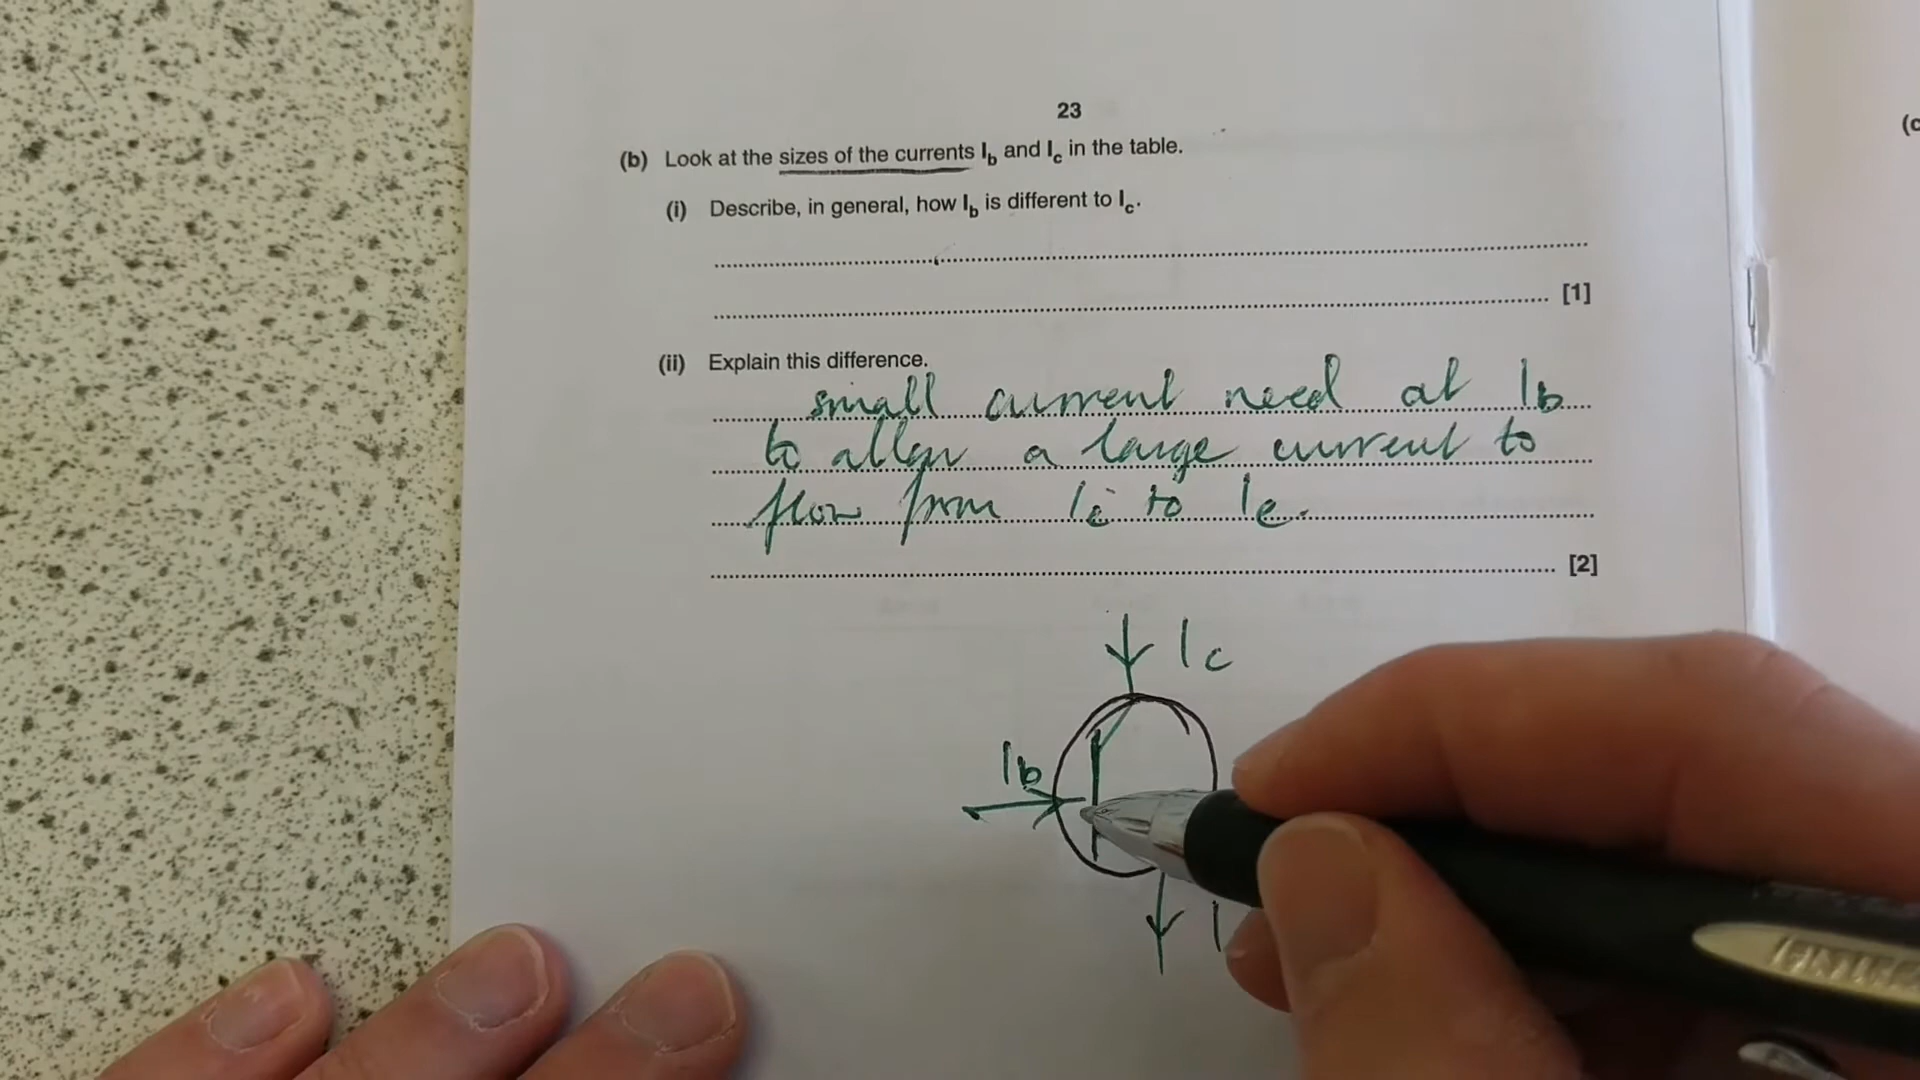 23
(b) Look at the sizes of the currents Ib and Ic in the table.
(i) Describe, in general, how Ib is different to Ic.
[1]
(ii) Explain this difference.
small current need at Ib
to allow a large current to
flow from Ic to Ie.
[2]
Ic
Ib
I
(c